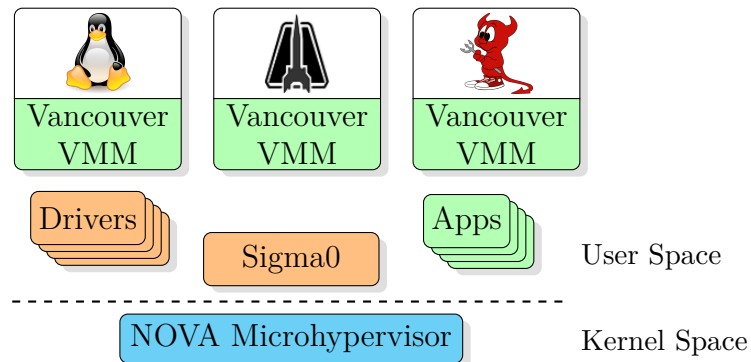 Vancouver
VMM
Vancouver
VMM
Vancouver
VMM
Drivers
Apps
Sigma0
User Space
NOVA Microhypervisor
Kernel Space